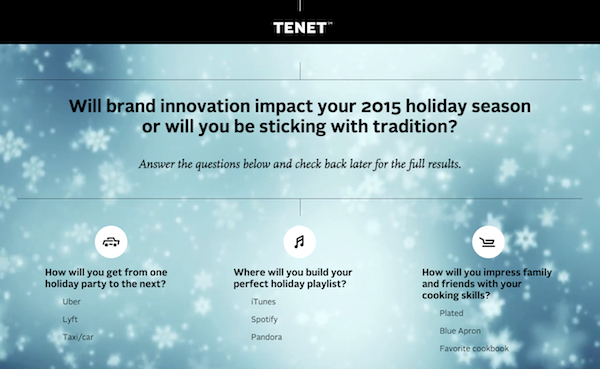 TENET™
Will brand innovation impact your 2015 holiday season
or will you be sticking with tradition?
Answer the questions below and check back later for the full results.
How will you get from one
holiday party to the next?
Uber
Lyft
Taxi/car
Where will you build your
perfect holiday playlist?
iTunes
Spotify
Pandora
How will you impress family
and friends with your
cooking skills?
Plated
Blue Apron
Favorite cookbook